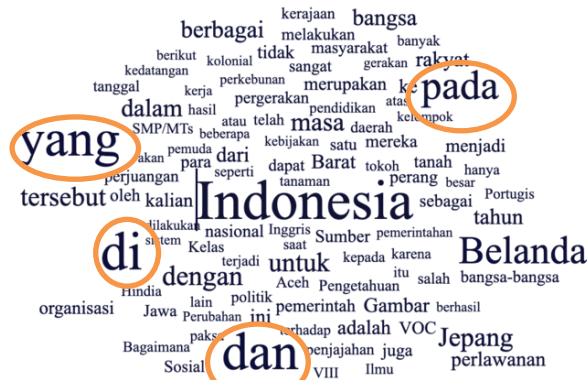 kerajaan bangsa
berbagai melakukan banyak
berikut kolonial tidak masyarakat gerakan rakyat
kedatangan sangat
tanggal kerja perkebunan merupakan ke pada
pergerakan atas
dalam hasil pendidikan kelompok
yang SMP/MTs atau telah masa daerah
beberapa kebijakan satu mereka menjadi
akan pemuda para dari dapat Barat tokoh tanah hanya
perjuangan seperti tanaman perang besar
tersebut oleh kalian Indonesia sebagai Portugis
tahun
dilakukan nasional Inggris Sumber pemerintahan
di sistem Kelas saat Belanda
terjadi untuk kepada karena
dengan Aceh Pengetahuan itu salah bangsa-bangsa
Hindia lain politik
organisasi Jawa Perubahan ini pemerintah Gambar berhasil
paksa terhadap adalah VOC Jepang
Bagaimana dan penjajahan juga perlawanan
Sosial VIII Ilmu